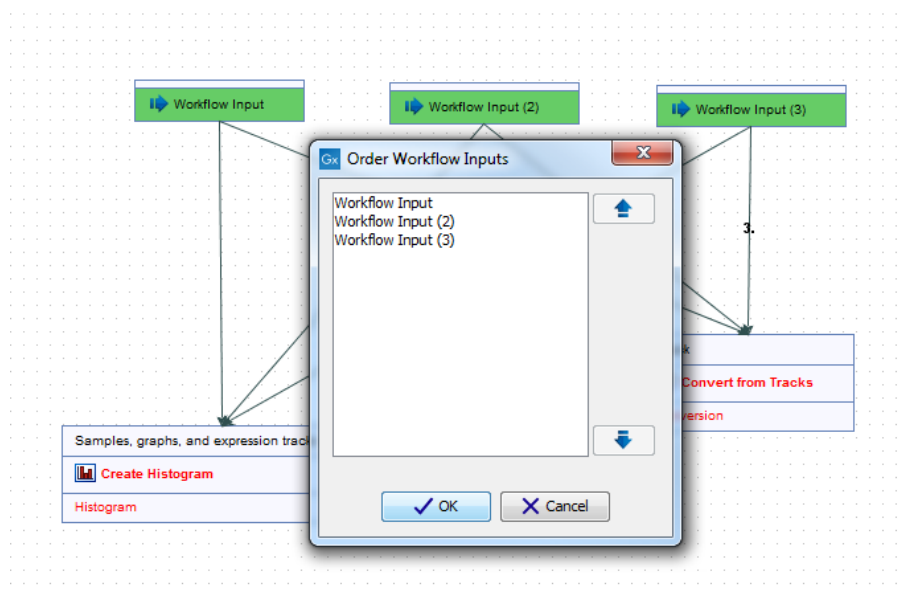 Workflow Input
Workflow Input (2)
Workflow Input (3)
Gx Order Workflow Inputs
Workflow Input
Workflow Input (2)
Workflow Input (3)
3.
k
Convert from Tracks
version
Samples, graphs, and expression track
Create Histogram
Histogram
OK
Cancel